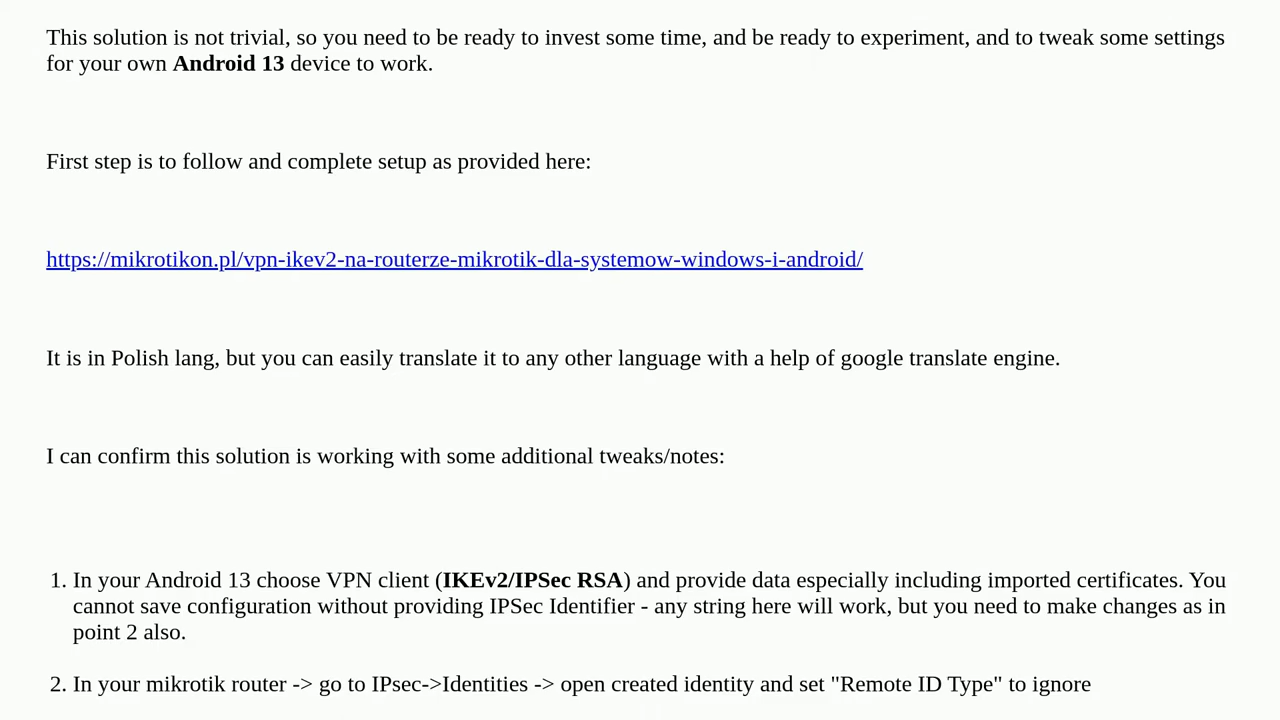 This solution is not trivial, so you need to be ready to invest some time, and be ready to experiment, and to tweak some settings
for your own Android 13 device to work.
First step is to follow and complete setup as provided here:
https://mikrotikon.pl/vpn-ikev2-na-routerze-mikrotik-dla-systemow-windows-i-android/
It is in Polish lang, but you can easily translate it to any other language with a help of google translate engine.
I can confirm this solution is working with some additional tweaks/notes:
1. In your Android 13 choose VPN client (IKEv2/IPSec RSA) and provide data especially including imported certificates. You
cannot save configuration without providing IPSec Identifier - any string here will work, but you need to make changes as in
point 2 also.
2. In your mikrotik router -> go to IPsec->Identities -> open created identity and set "Remote ID Type" to ignore